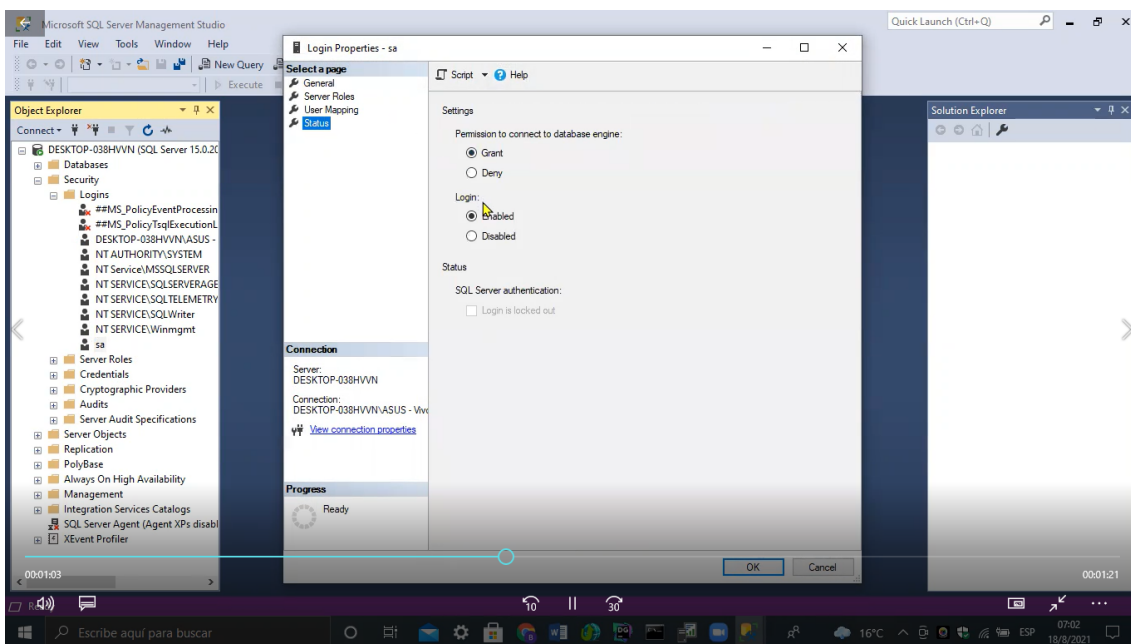 Microsoft SQL Server Management Studio
Quick Launch (Ctrl+Q)
File Edit View Tools Window Help
New Query
Execute
Object Explorer
Connect
DESKTOP-038HVVN (SQL Server 15.0.20
Databases
Security
Logins
##MS_PolicyEventProcessin
##MS_PolicyTsqlExecutionL
DESKTOP-038HVVN\ASUS -
NT AUTHORITY\SYSTEM
NT Service\MSSQLSERVER
NT SERVICE\SQLSERVERAGE
NT SERVICE\SQLTELEMETRY
NT SERVICE\SQLWriter
NT SERVICE\Winmgmt
sa
Server Roles
Credentials
Cryptographic Providers
Audits
Server Audit Specifications
Server Objects
Replication
PolyBase
Always On High Availability
Management
Integration Services Catalogs
SQL Server Agent (Agent XPs disabl
XEvent Profiler
Login Properties - sa
Select a page
General
Server Roles
User Mapping
Status
Connection
Server:
DESKTOP-038HVVN
Connection:
DESKTOP-038HVVN\ASUS - Vivo
View connection properties
Progress
Ready
Script Help
Settings
Permission to connect to database engine:
Grant
Deny
Login:
Enabled
Disabled
Status
SQL Server authentication:
Login is locked out
OK Cancel
Solution Explorer
00:01:03
00:01:21
10 30
Escribe aquí para buscar
16°C
ESP
07:02
18/8/2021